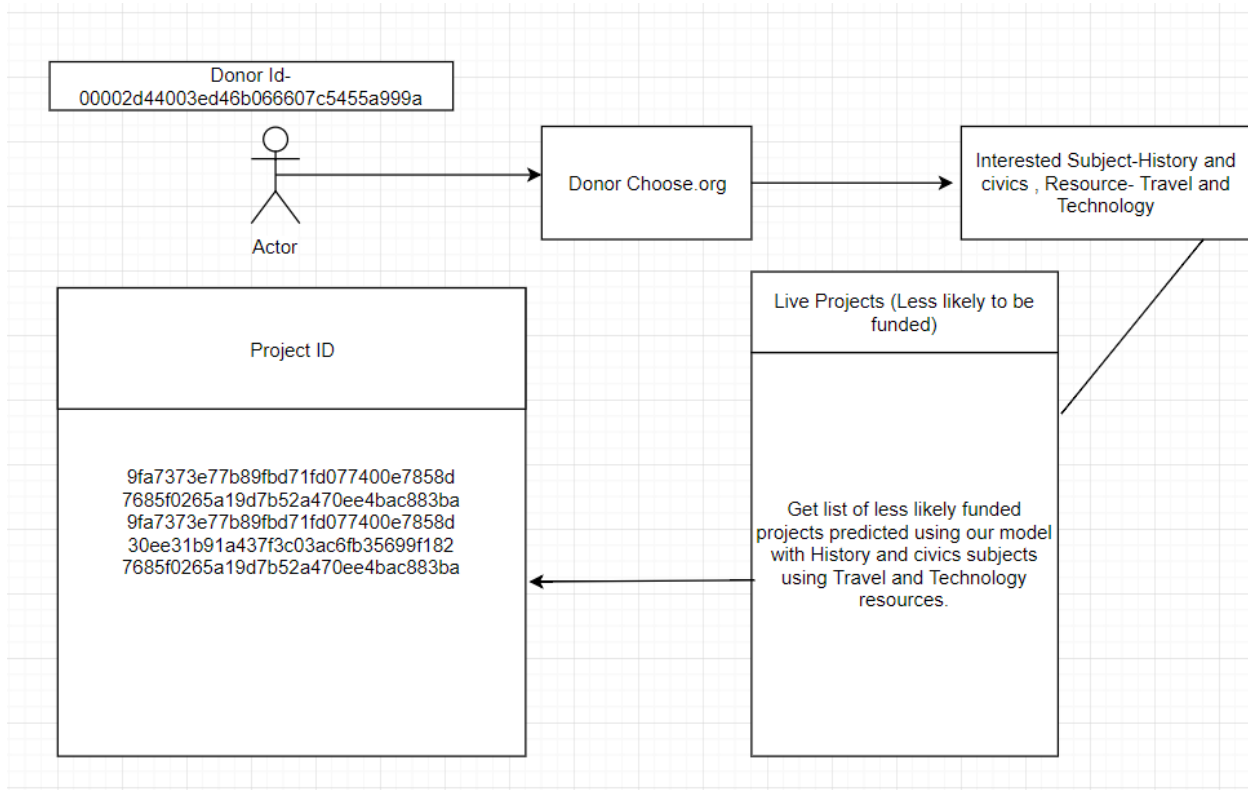 Donor Id-
00002d44003ed46b066607c5455a999a
Actor
Donor Choose.org
Interested Subject-History and
civics , Resource- Travel and
Technology
Live Projects (Less likely to be
funded)
Get list of less likely funded
projects predicted using our model
with History and civics subjects
using Travel and Technology
resources.
Project ID
9fa7373e77b89fbd71fd077400e7858d
7685f0265a19d7b52a470ee4bac883ba
9fa7373e77b89fbd71fd077400e7858d
30ee31b91a437f3c03ac6fb35699f182
7685f0265a19d7b52a470ee4bac883ba